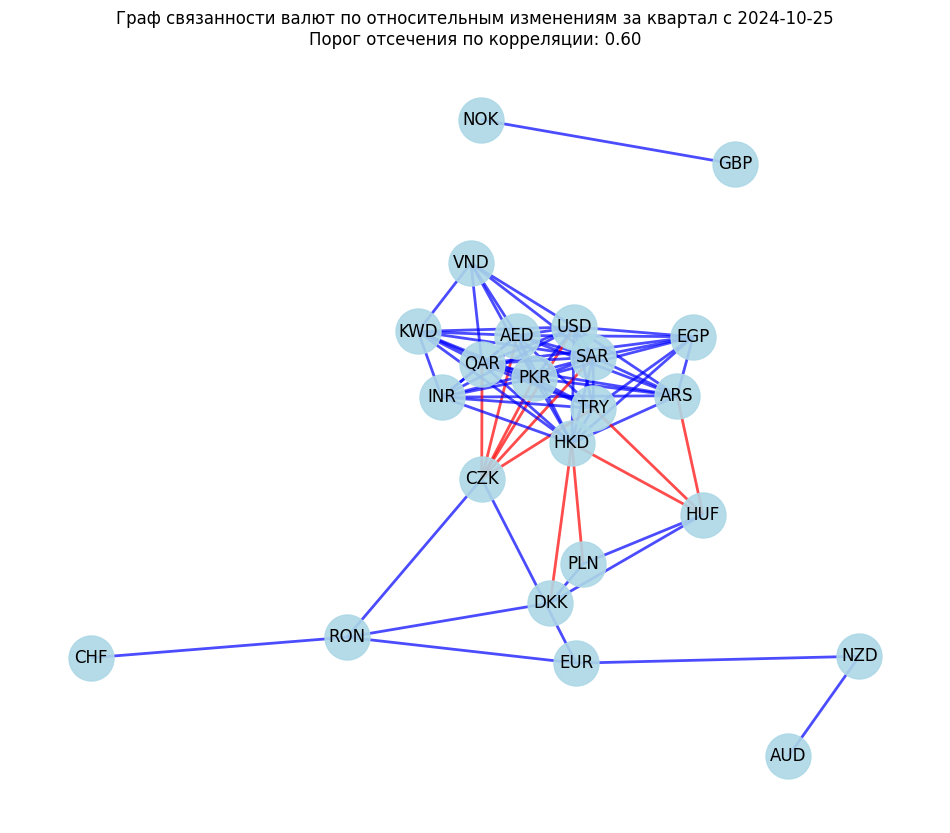 Граф связанности валют по относительным изменениям за квартал с 2024-10-25
Порог отсечения по корреляции: 0.60
NOK
GBP
VND
KWD
AED
USD
EGP
QAR
SAR
PKR
INR
TRY
ARS
HKD
CZK
HUF
PLN
DKK
RON
CHF
EUR
NZD
AUD